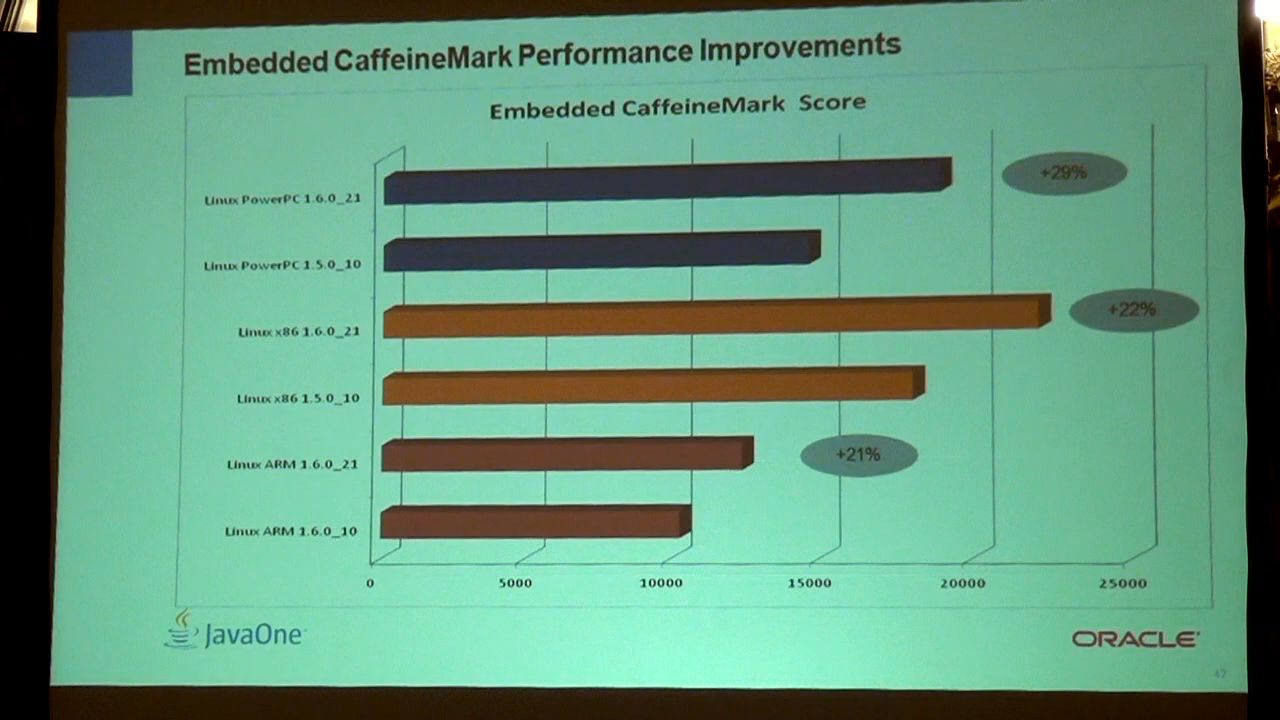 Embedded CaffeineMark Performance Improvements
Embedded CaffeineMark Score
Linux PowerPC 1.6.0_21
+29%
Linux PowerPC 1.5.0_10
Linux x86 1.6.0_21
+22%
Linux x86 1.5.0_10
Linux ARM 1.6.0_21
+21%
Linux ARM 1.6.0_10
0 5000 10000 15000 20000 25000
JavaOne
ORACLE
47